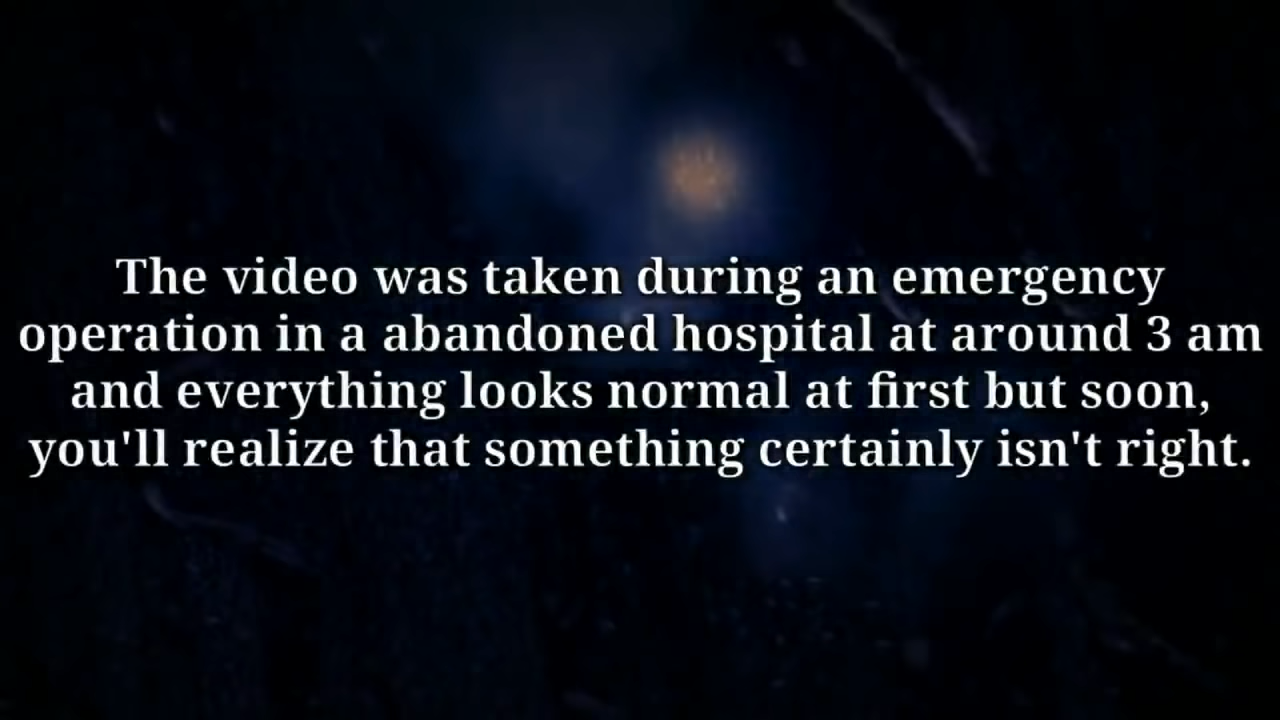 The video was taken during an emergency
operation in a abandoned hospital at around 3 am
and everything looks normal at first but soon,
you'll realize that something certainly isn't right.